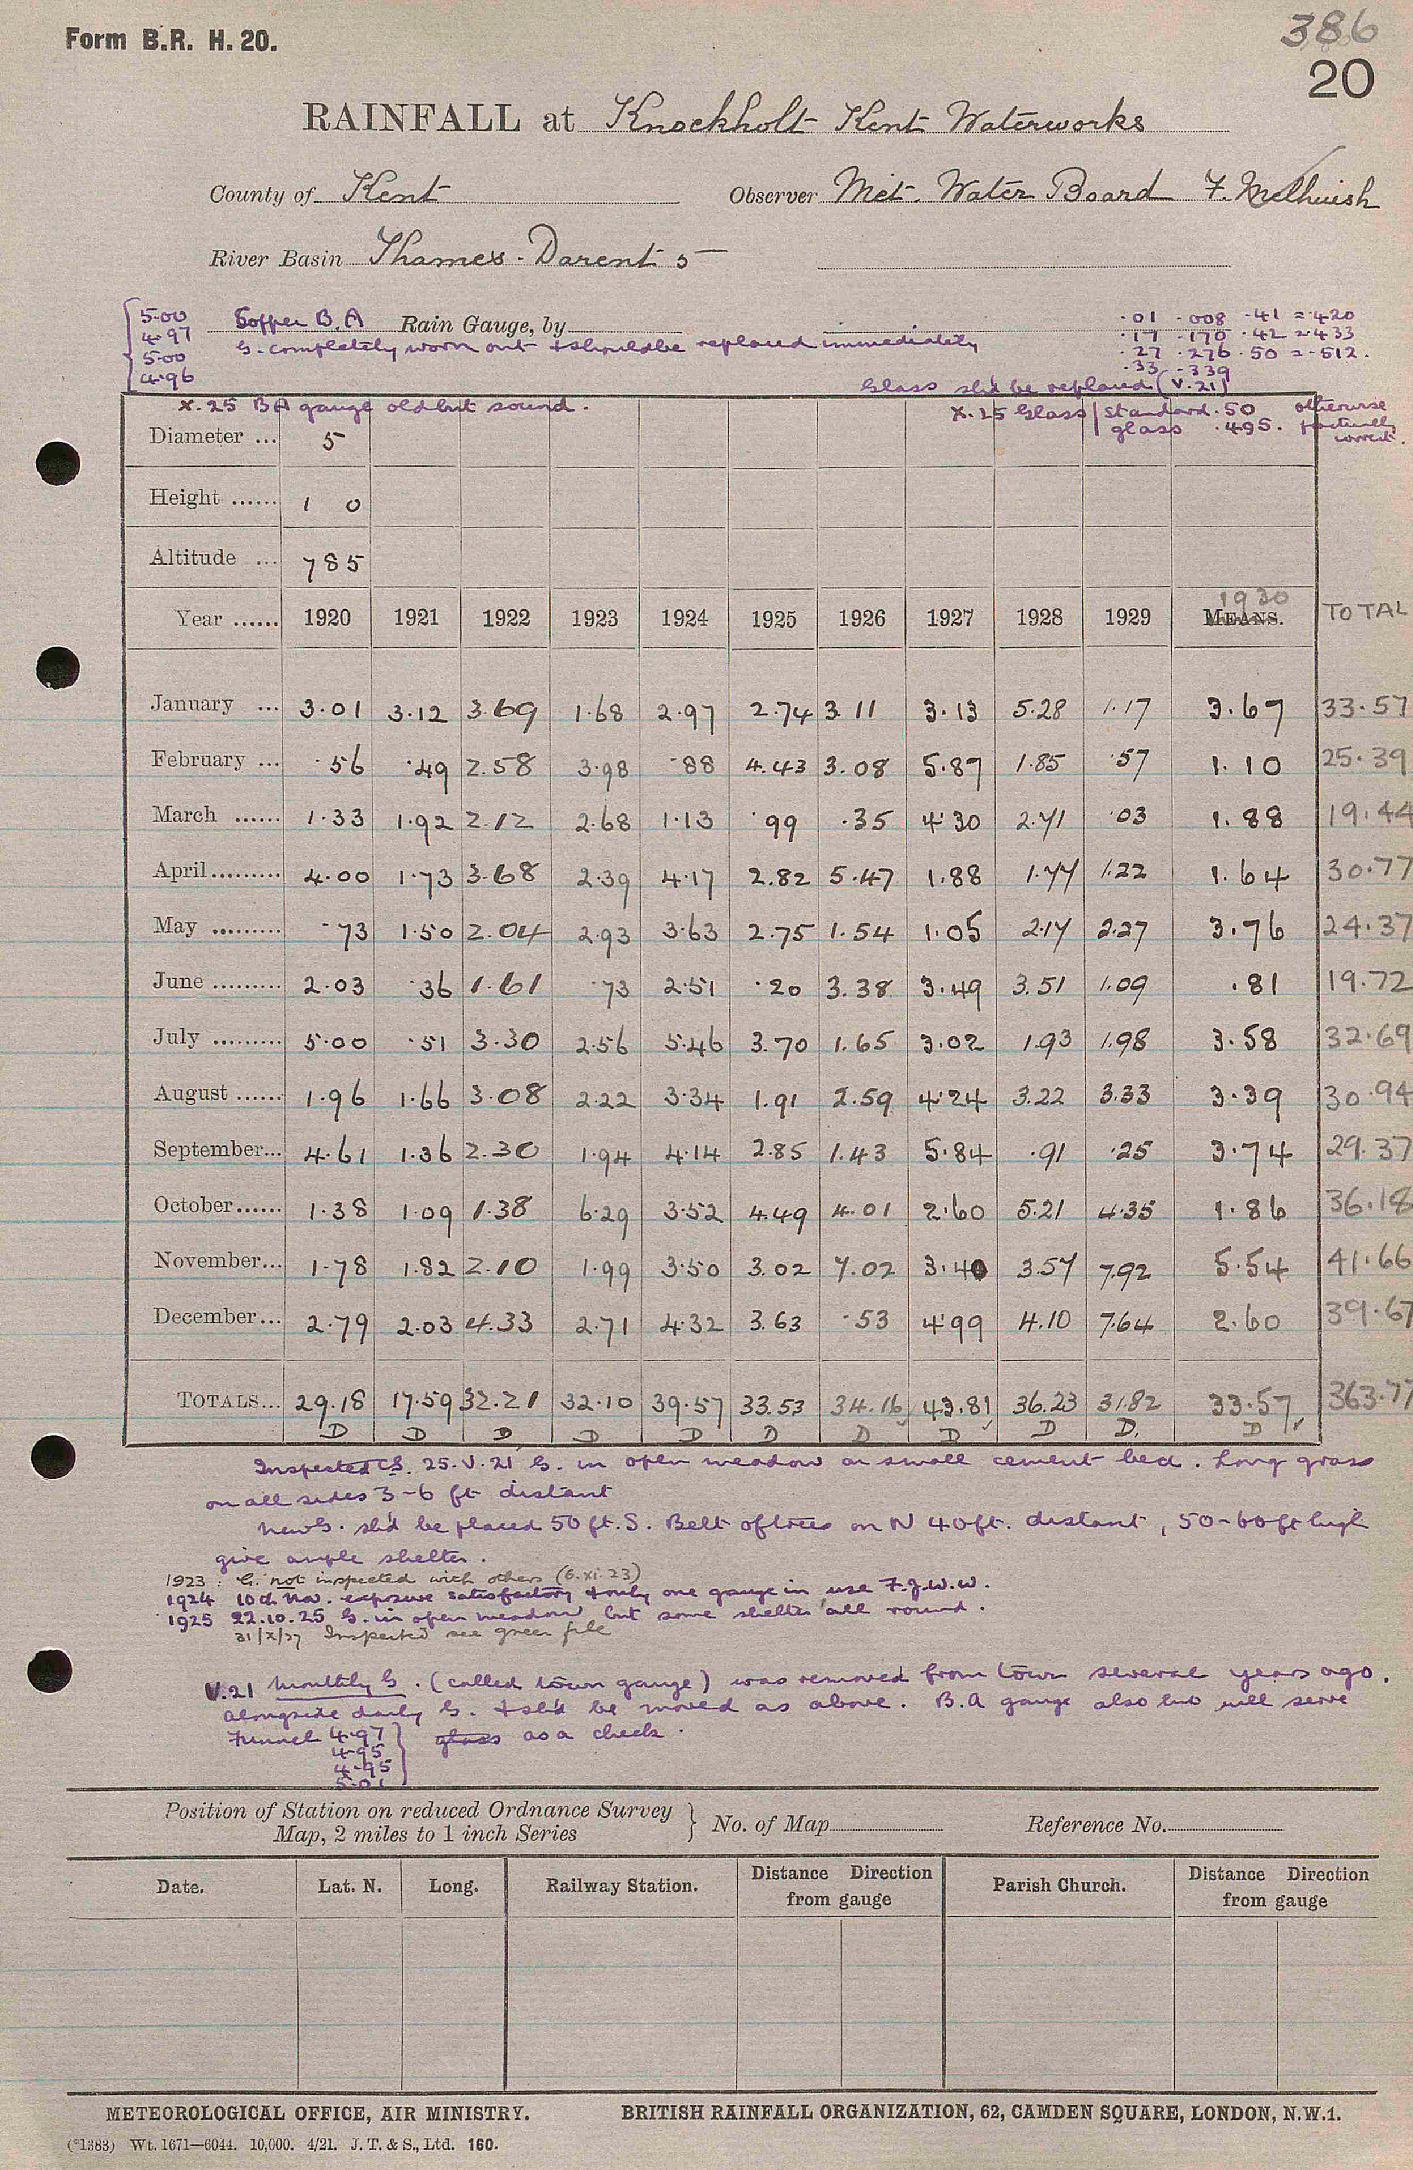 Form B.R. H. 20.
386
20
RAINFALL at Knockholt Kent Waterworks
County of Kent Observer Met. Water Board F. Melhuish
River Basin Thames - Darent 5
5.00 Copper B.A Rain Gauge, by .01 .008 .41 = .420
4.97 G. completely worn out & should be replaced immediately .17 .170 .42 = .433
5.00 .27 .276 .50 = .512.
4.96 .33 .339
Glass sh'd be replaced (V.21)
X.25 BA gauge old but sound. X.25 Glass standard .50 otherwise
glass .495. practically correct.
Diameter ... 5
Height ...... 1 0
Altitude ... 785
Year ...... 1920 1921 1922 1923 1924 1925 1926 1927 1928 1929 MEANS. 1930 TOTAL
January ... 3.01 3.12 3.69 1.68 2.97 2.74 3.11 3.13 5.28 1.17 3.67 33.57
February ... .56 .49 2.58 3.98 .88 4.43 3.08 5.87 1.85 .57 1.10 25.39
March ...... 1.33 1.92 2.12 2.68 1.13 .99 .35 4.30 2.71 .03 1.88 19.44
April......... 4.00 1.73 3.68 2.39 4.17 2.82 5.47 1.88 1.77 1.22 1.64 30.77
May ......... .73 1.50 2.04 2.93 3.63 2.75 1.54 1.05 2.17 2.27 3.76 24.37
June ......... 2.03 .36 1.61 .73 2.51 .20 3.38 3.49 3.51 1.09 .81 19.72
July ......... 5.00 .51 3.30 2.56 5.46 3.70 1.65 3.02 1.93 1.98 3.58 32.69
August ...... 1.96 1.66 3.08 2.22 3.34 1.91 2.59 4.24 3.22 3.33 3.39 30.94
September... 4.61 1.36 2.30 1.94 4.14 2.85 1.43 5.84 .91 .25 3.74 29.37
October...... 1.38 1.09 1.38 6.29 3.52 4.49 4.01 2.60 5.21 4.35 1.86 36.18
November... 1.78 1.82 2.10 1.99 3.50 3.02 7.02 3.40 3.57 7.92 5.54 41.66
December... 2.79 2.03 4.33 2.71 4.32 3.63 .53 4.99 4.10 7.64 2.60 39.67
TOTALS... 29.18 17.59 32.21 32.10 39.57 33.53 34.16 43.81 36.23 31.82 33.57 363.77
D D D D D D D D D D. D
Inspected CS. 25.V.21 G. in open meadow on small cement bed. Long grass
on all sides 3-6 ft distant
New G. sh'd be placed 50 ft. S. Belt of trees on N 40 ft. distant, 50-60 ft high
give ample shelter.
1923 : G. not inspected with others (6.xi.23)
1924 10th Nov. exposure satisfactory & only one gauge in use F.J.W.W.
1925 22.10.25 G. in open meadow but some shelter all round.
31/X/27 Inspected see green file
V.21 Monthly G. (called town gauge) was removed from town several years ago.
alongside daily G. & sh'd be moved as above. B.A gauge also two will serve
Funnel 4.97 glass as a check.
4.95
4.95
5.01
Position of Station on reduced Ordnance Survey
Map, 2 miles to 1 inch Series } No. of Map Reference No.
Date. Lat. N. Long. Railway Station. Distance Direction from gauge Parish Church. Distance Direction from gauge
METEOROLOGICAL OFFICE, AIR MINISTRY. BRITISH RAINFALL ORGANIZATION, 62, CAMDEN SQUARE, LONDON, N.W.1.
(*1383) Wt. 1671—6044. 10,000. 4/21. J. T. & S., Ltd. 160.